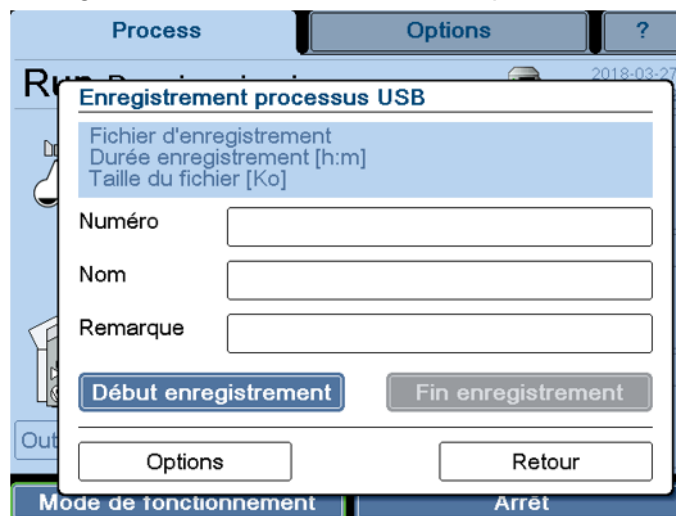 Process
Options
?
2018-03-27
Enregistrement processus USB
Fichier d'enregistrement
Durée enregistrement [h:m]
Taille du fichier [Ko]
Numéro
Nom
Remarque
Début enregistrement
Fin enregistrement
Options
Retour
Mode de fonctionnement
Arrêt